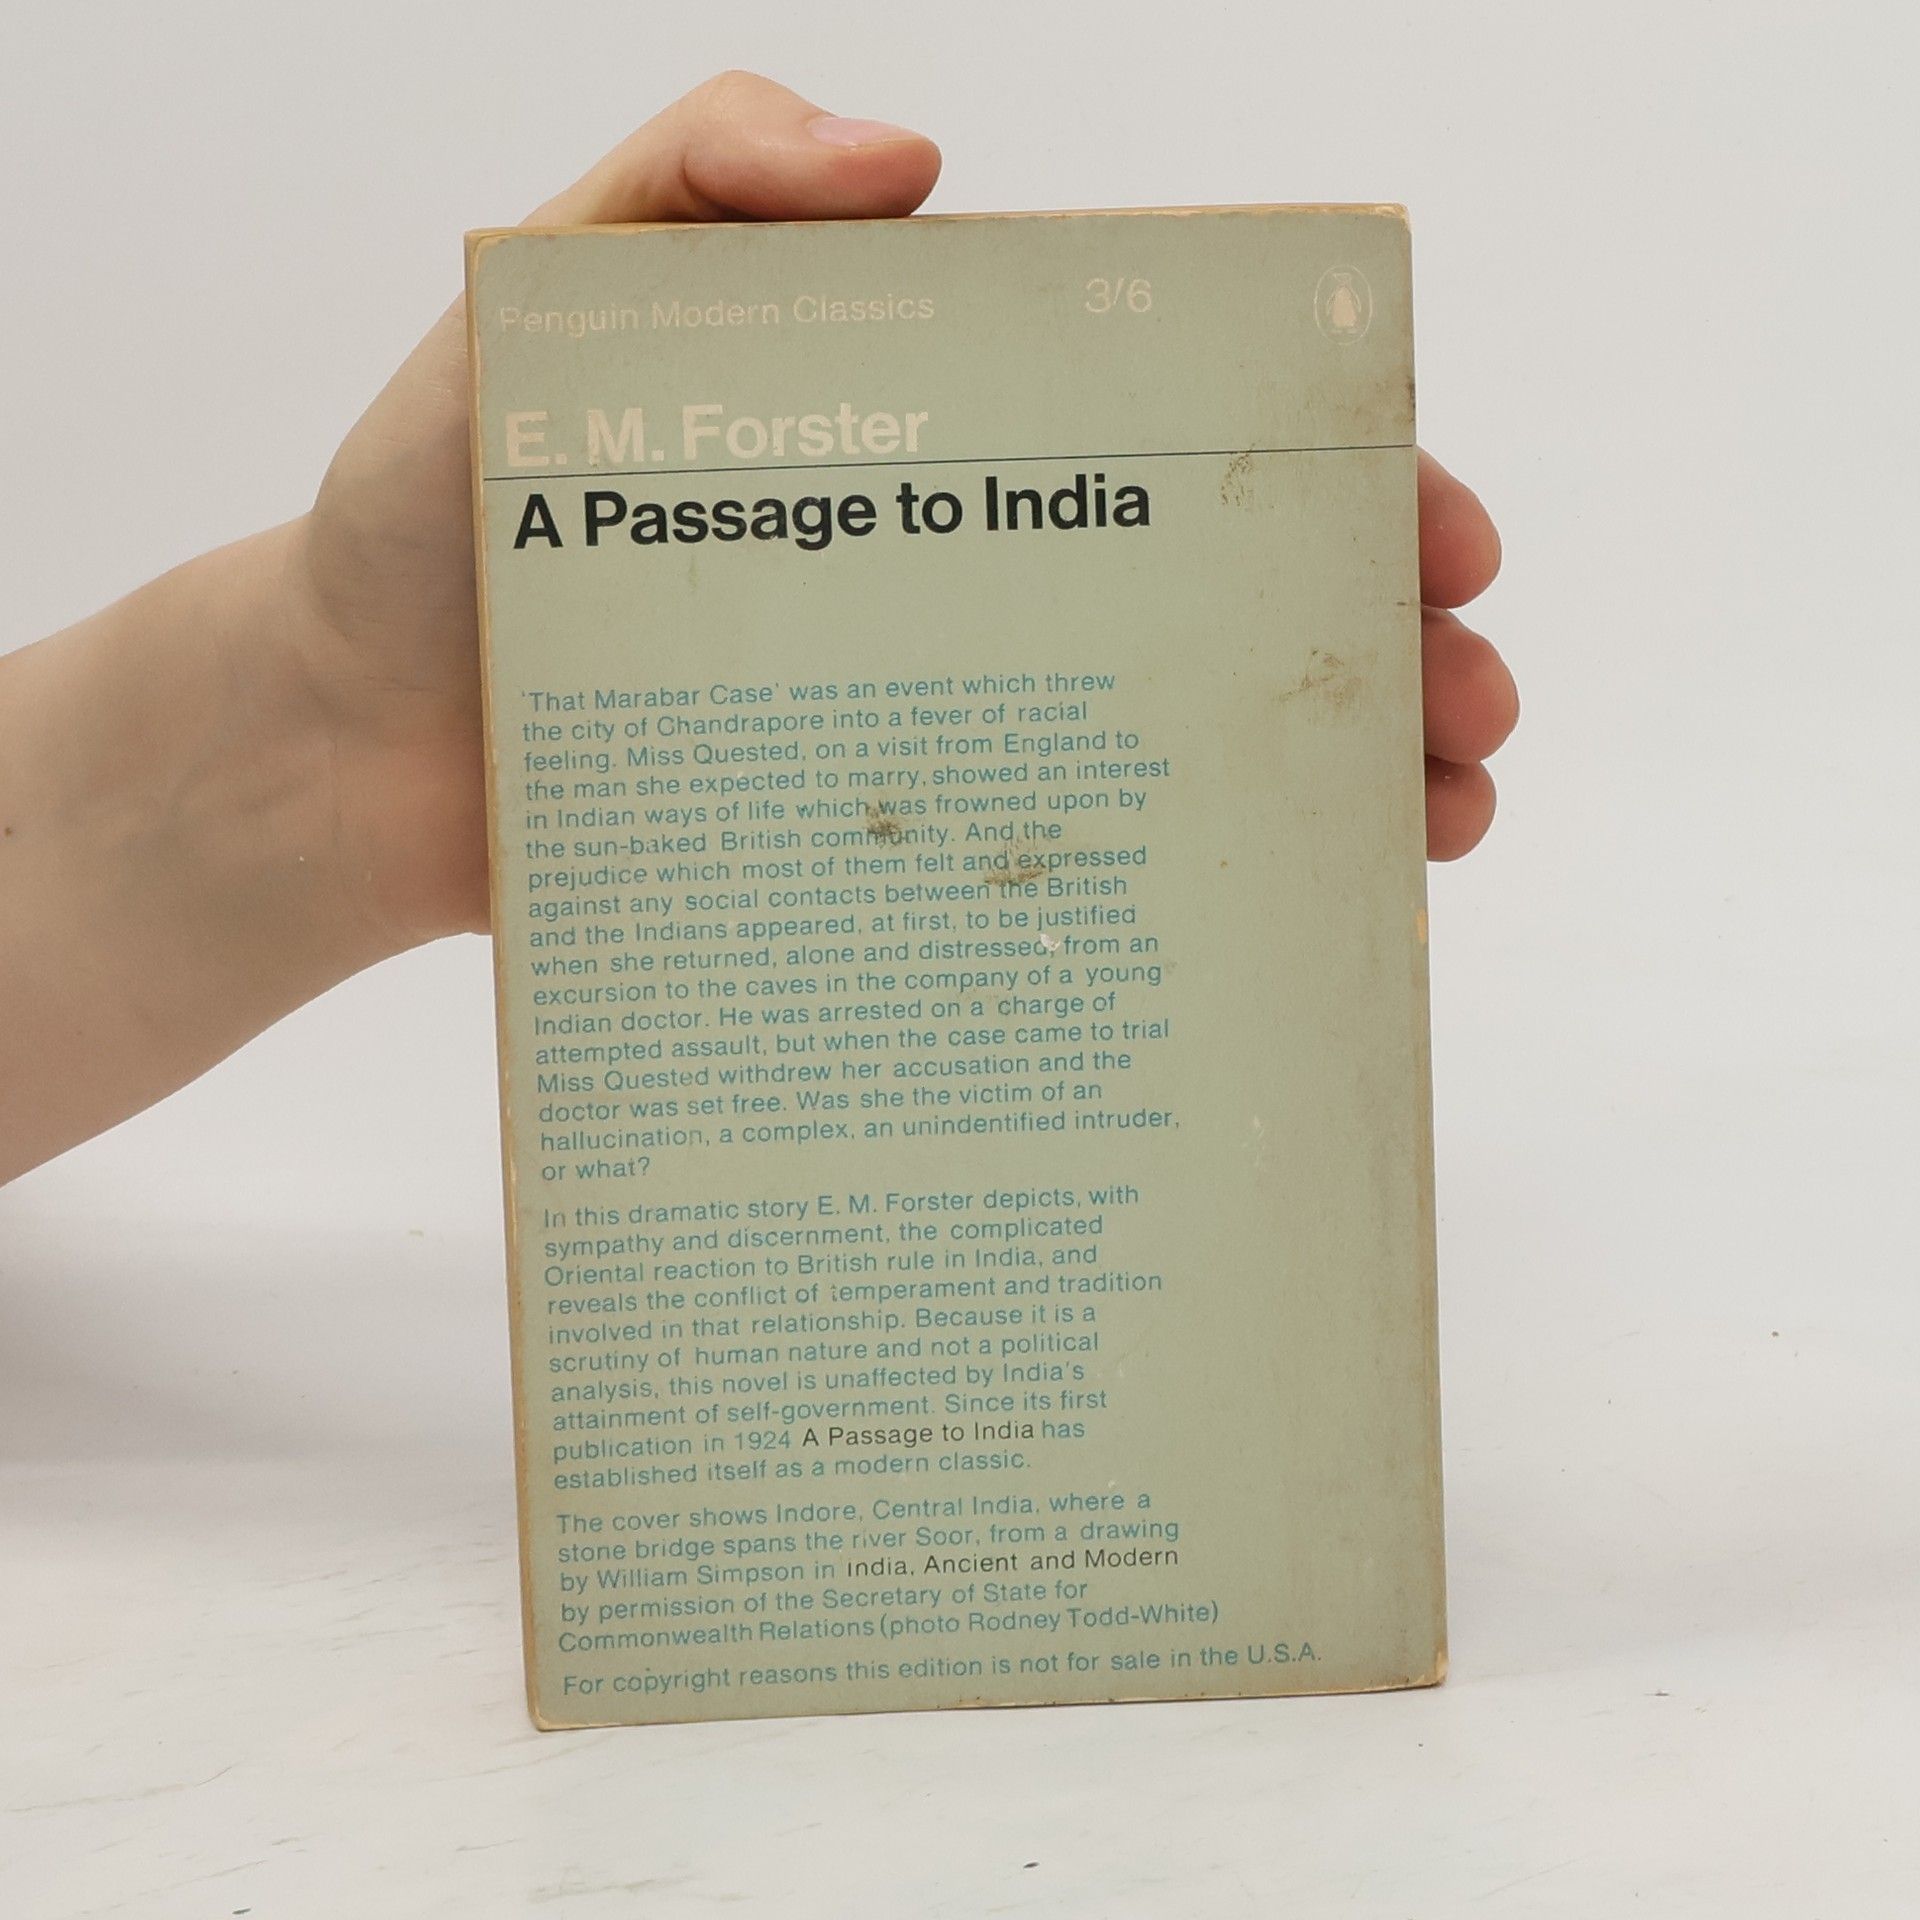 Penguin Modern Classics 3/6
E. M. Forster
A Passage to India
'That Marabar Case' was an event which threw
the city of Chandrapore into a fever of racial
feeling. Miss Quested, on a visit from England to
the man she expected to marry, showed an interest
in Indian ways of life which was frowned upon by
the sun-baked British community. And the
prejudice which most of them felt and expressed
against any social contacts between the British
and the Indians appeared, at first, to be justified
when she returned, alone and distressed, from an
excursion to the caves in the company of a young
Indian doctor. He was arrested on a charge of
attempted assault, but when the case came to trial
Miss Quested withdrew her accusation and the
doctor was set free. Was she the victim of an
hallucination, a complex, an unindentified intruder,
or what?
In this dramatic story E. M. Forster depicts, with
sympathy and discernment, the complicated
Oriental reaction to British rule in India, and
reveals the conflict of temperament and tradition
involved in that relationship. Because it is a
scrutiny of human nature and not a political
analysis, this novel is unaffected by India's
attainment of self-government. Since its first
publication in 1924 A Passage to India has
established itself as a modern classic.
The cover shows Indore, Central India, where a
stone bridge spans the river Soor, from a drawing
by William Simpson in India, Ancient and Modern
by permission of the Secretary of State for
Commonwealth Relations (photo Rodney Todd-White)
For copyright reasons this edition is not for sale in the U.S.A.